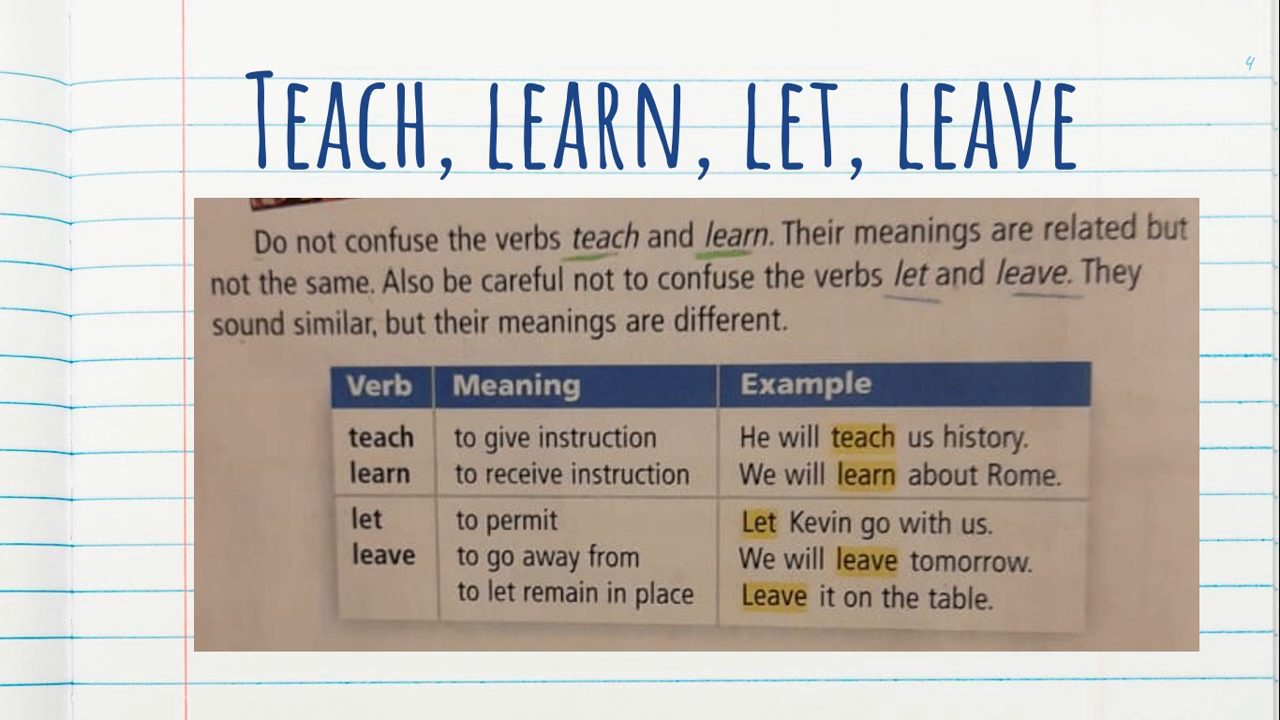 4
TEACH, LEARN, LET, LEAVE
Do not confuse the verbs teach and learn. Their meanings are related but
not the same. Also be careful not to confuse the verbs let and leave. They
sound similar, but their meanings are different.
Verb Meaning Example
teach to give instruction He will teach us history.
learn to receive instruction We will learn about Rome.
let to permit Let Kevin go with us.
leave to go away from We will leave tomorrow.
to let remain in place Leave it on the table.